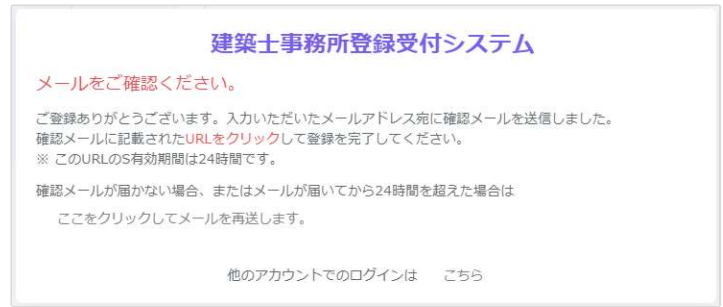 建築士事務所登録受付システム
メールをご確認ください。
ご登録ありがとうございます。入力いただいたメールアドレス宛に確認メールを送信しました。
確認メールに記載されたURLをクリックして登録を完了してください。
※ このURLのS有効期間は24時間です。
確認メールが届かない場合、またはメールが届いてから24時間を超えた場合は
ここをクリックしてメールを再送します。
他のアカウントでのログインは こちら